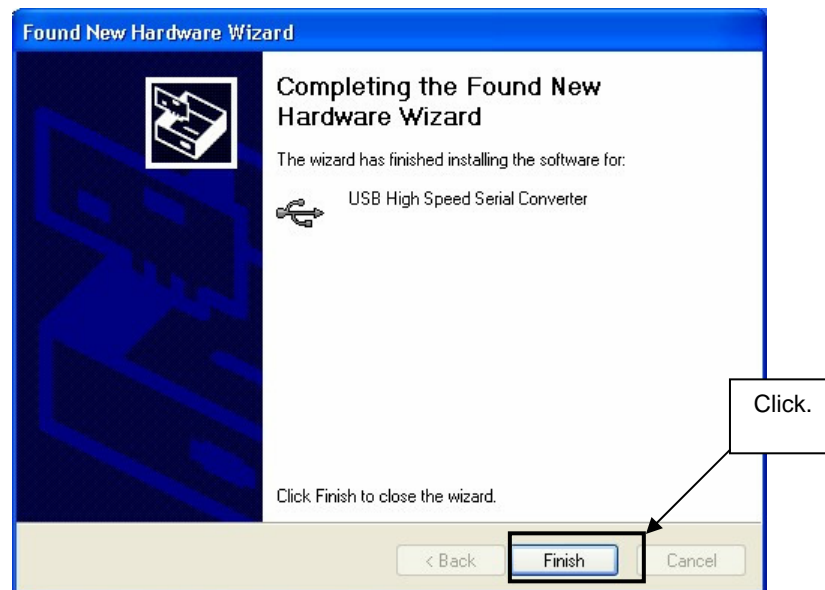 Found New Hardware Wizard
Completing the Found New
Hardware Wizard
The wizard has finished installing the software for:
USB High Speed Serial Converter
Click.
Click Finish to close the wizard.
< Back
Finish
Cancel